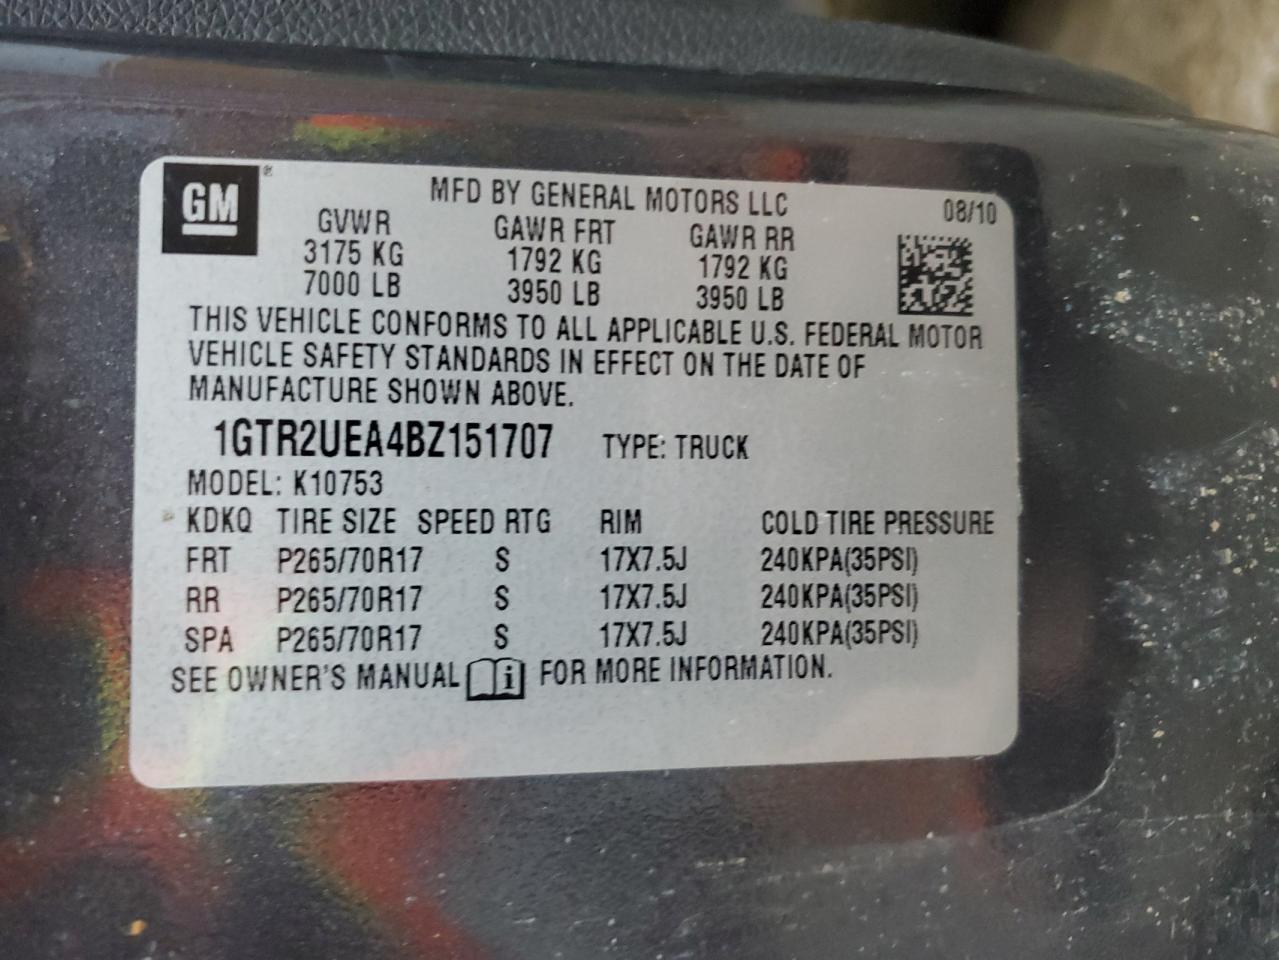 GM®
MFD BY GENERAL MOTORS LLC
08/10
GVWR GAWR FRT GAWR RR
3175 KG 1792 KG 1792 KG
7000 LB 3950 LB 3950 LB
THIS VEHICLE CONFORMS TO ALL APPLICABLE U.S. FEDERAL MOTOR
VEHICLE SAFETY STANDARDS IN EFFECT ON THE DATE OF
MANUFACTURE SHOWN ABOVE.
1GTR2UEA4BZ151707 TYPE: TRUCK
MODEL: K10753
KDKQ TIRE SIZE SPEED RTG RIM COLD TIRE PRESSURE
FRT P265/70R17 S 17X7.5J 240KPA(35PSI)
RR P265/70R17 S 17X7.5J 240KPA(35PSI)
SPA P265/70R17 S 17X7.5J 240KPA(35PSI)
SEE OWNER'S MANUAL i FOR MORE INFORMATION.